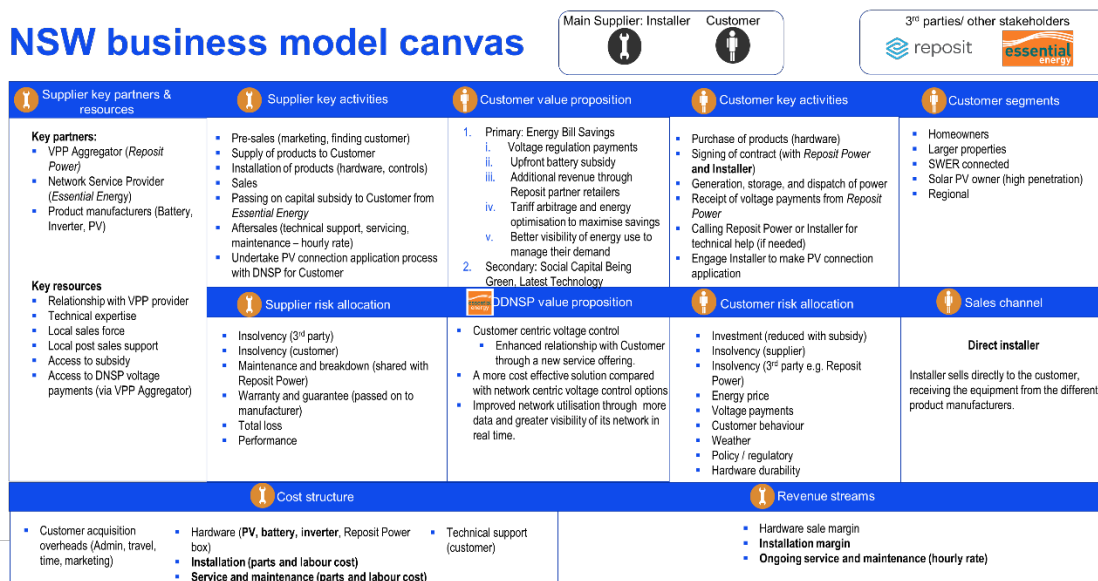 Main Supplier: Installer
Customer
3rd parties/ other stakeholders
NSW business model canvas
reposit
essential
energy
Supplier key partners &
resources
Key partners:
VPP Aggregator (Reposit
Power)
Network Service Provider
(Essential Energy)
Product manufacturers (Battery,
Inverter, PV)
Key resources
Relationship with VPP provider
Technical expertise
Local sales force
Local post sales support
Access to subsidy
Access to DNSP voltage
payments (via VPP Aggregator)
Supplier key activities
Pre-sales (marketing, finding customer)
Supply of products to Customer
Installation of products (hardware, controls)
Sales
Passing on capital subsidy to Customer from
Essential Energy
Aftersales (technical support, servicing,
maintenance – hourly rate)
Undertake PV connection application process
with DNSP for Customer
Customer value proposition
1. Primary: Energy Bill Savings
i. Voltage regulation payments
ii. Upfront battery subsidy
iii. Additional revenue through
Reposit partner retailers
iv. Tariff arbitrage and energy
optimisation to maximise savings
v. Better visibility of energy use to
manage their demand
2. Secondary: Social Capital Being
Green, Latest Technology
Customer key activities
Purchase of products (hardware)
Signing of contract (with Reposit Power
and Installer)
Generation, storage, and dispatch of power
Receipt of voltage payments from Reposit
Power
Calling Reposit Power or Installer for
technical help (if needed)
Engage Installer to make PV connection
application
Customer segments
Homeowners
Larger properties
SWER connected
Solar PV owner (high penetration)
Regional
Supplier risk allocation
Insolvency (3rd party)
Insolvency (customer)
Maintenance and breakdown (shared with
Reposit Power)
Warranty and guarantee (passed on to
manufacturer)
Total loss
Performance
essential
energy
DDNSP value proposition
Customer centric voltage control
Enhanced relationship with Customer
through a new service offering.
A more cost effective solution compared
with network centric voltage control options
Improved network utilisation through more
data and greater visibility of its network in
real time.
Customer risk allocation
Investment (reduced with subsidy)
Insolvency (supplier)
Insolvency (3rd party e.g. Reposit
Power)
Energy price
Voltage payments
Customer behaviour
Weather
Policy / regulatory
Hardware durability
Sales channel
Direct installer
Installer sells directly to the customer,
receiving the equipment from the different
product manufacturers.
Cost structure
Customer acquisition
overheads (Admin, travel,
time, marketing)
Hardware (PV, battery, inverter, Reposit Power
box)
Installation (parts and labour cost)
Service and maintenance (parts and labour cost)
Technical support
(customer)
Revenue streams
Hardware sale margin
Installation margin
Ongoing service and maintenance (hourly rate)